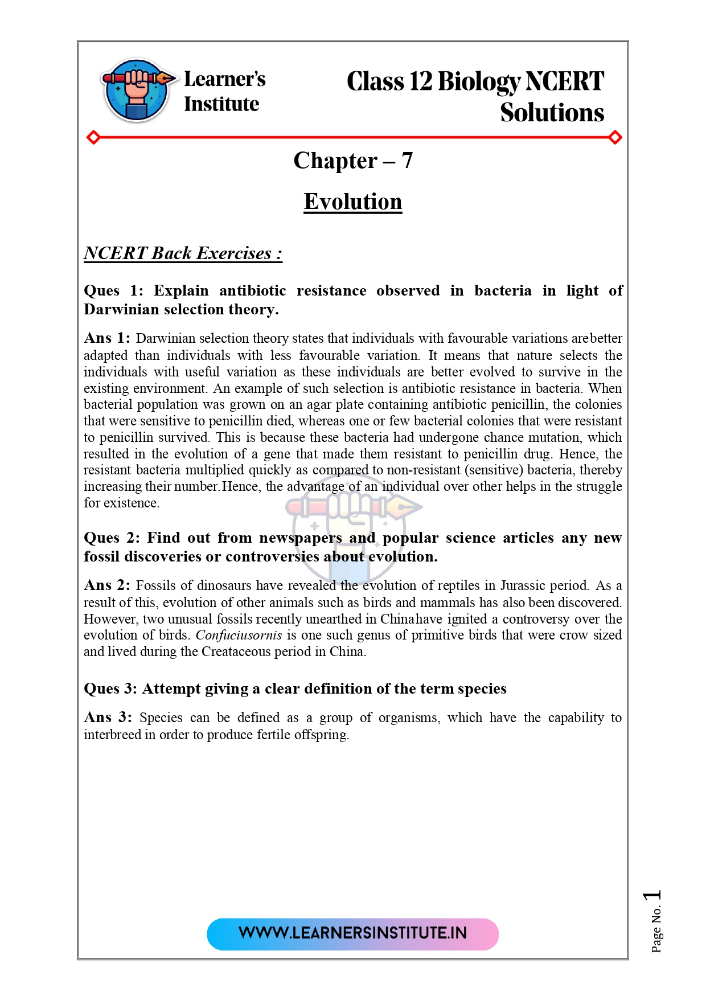 Learner's
Institute
Class 12 Biology NCERT
Solutions
Chapter – 7
Evolution
NCERT Back Exercises :
Ques 1: Explain antibiotic resistance observed in bacteria in light of
Darwinian selection theory.
Ans 1: Darwinian selection theory states that individuals with favourable variations arebetter
adapted than individuals with less favourable variation. It means that nature selects the
individuals with useful variation as these individuals are better evolved to survive in the
existing environment. An example of such selection is antibiotic resistance in bacteria. When
bacterial population was grown on an agar plate containing antibiotic penicillin, the colonies
that were sensitive to penicillin died, whereas one or few bacterial colonies that were resistant
to penicillin survived. This is because these bacteria had undergone chance mutation, which
resulted in the evolution of a gene that made them resistant to penicillin drug. Hence, the
resistant bacteria multiplied quickly as compared to non-resistant (sensitive) bacteria, thereby
increasing their number.Hence, the advantage of an individual over other helps in the struggle
for existence.
Ques 2: Find out from newspapers and popular science articles any new
fossil discoveries or controversies about evolution.
Ans 2: Fossils of dinosaurs have revealed the evolution of reptiles in Jurassic period. As a
result of this, evolution of other animals such as birds and mammals has also been discovered.
However, two unusual fossils recently unearthed in Chinahave ignited a controversy over the
evolution of birds. Confuciusornis is one such genus of primitive birds that were crow sized
and lived during the Creataceous period in China.
Ques 3: Attempt giving a clear definition of the term species
Ans 3: Species can be defined as a group of organisms, which have the capability to
interbreed in order to produce fertile offspring.
WWW.LEARNERSINSTITUTE.IN
Page No. 1